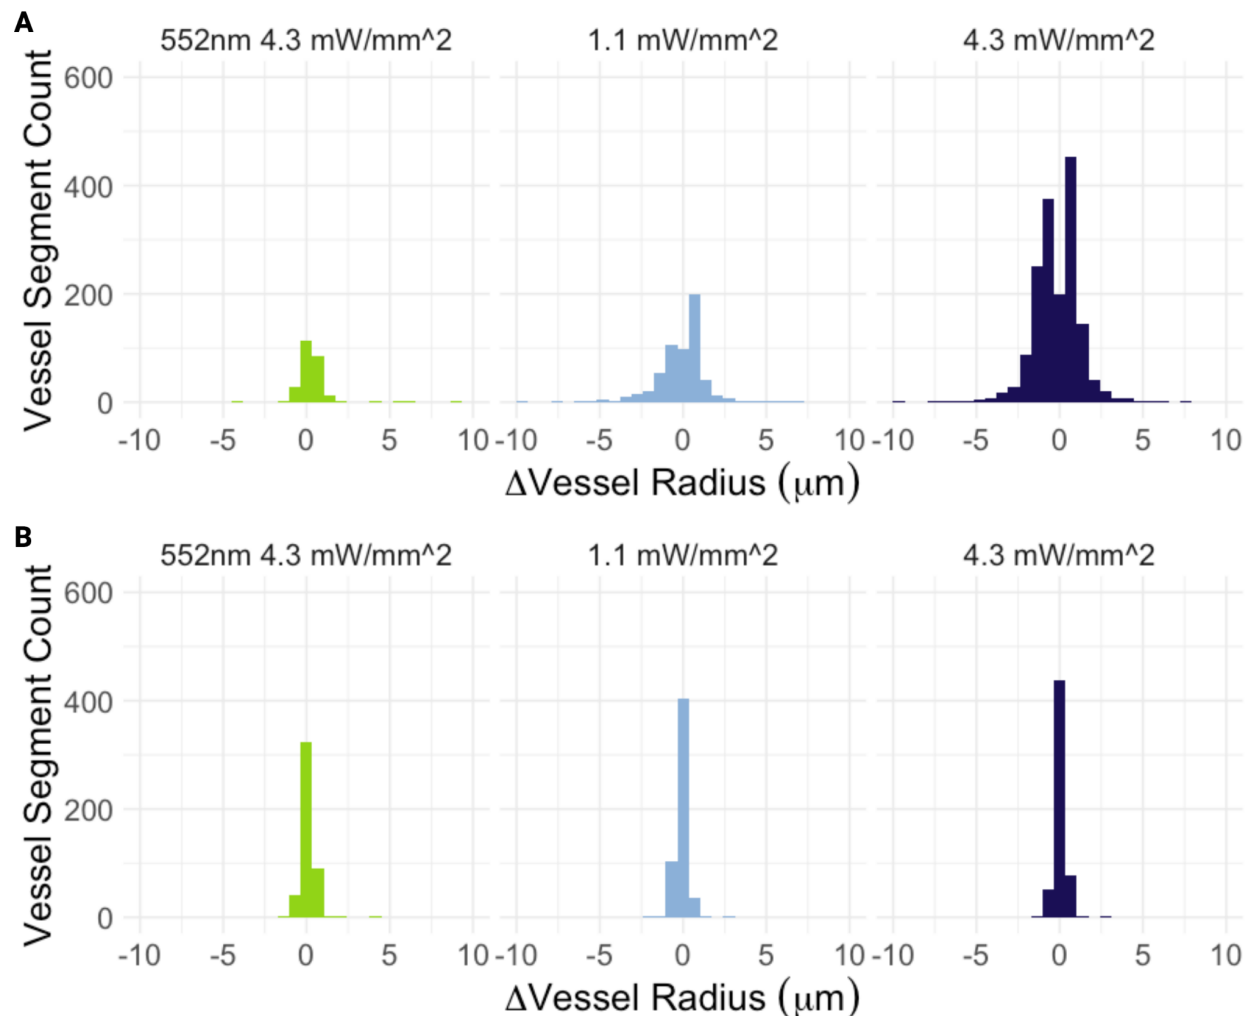 A
552nm 4.3 mW/mm^2 1.1 mW/mm^2 4.3 mW/mm^2
Vessel Segment Count
600
400
200
0
-10 -5 0 5 10 -10 -5 0 5 10 -10 -5 0 5 10
ΔVessel Radius (μm)
B
552nm 4.3 mW/mm^2 1.1 mW/mm^2 4.3 mW/mm^2
Vessel Segment Count
600
400
200
0
-10 -5 0 5 10 -10 -5 0 5 10 -10 -5 0 5 10
ΔVessel Radius (μm)